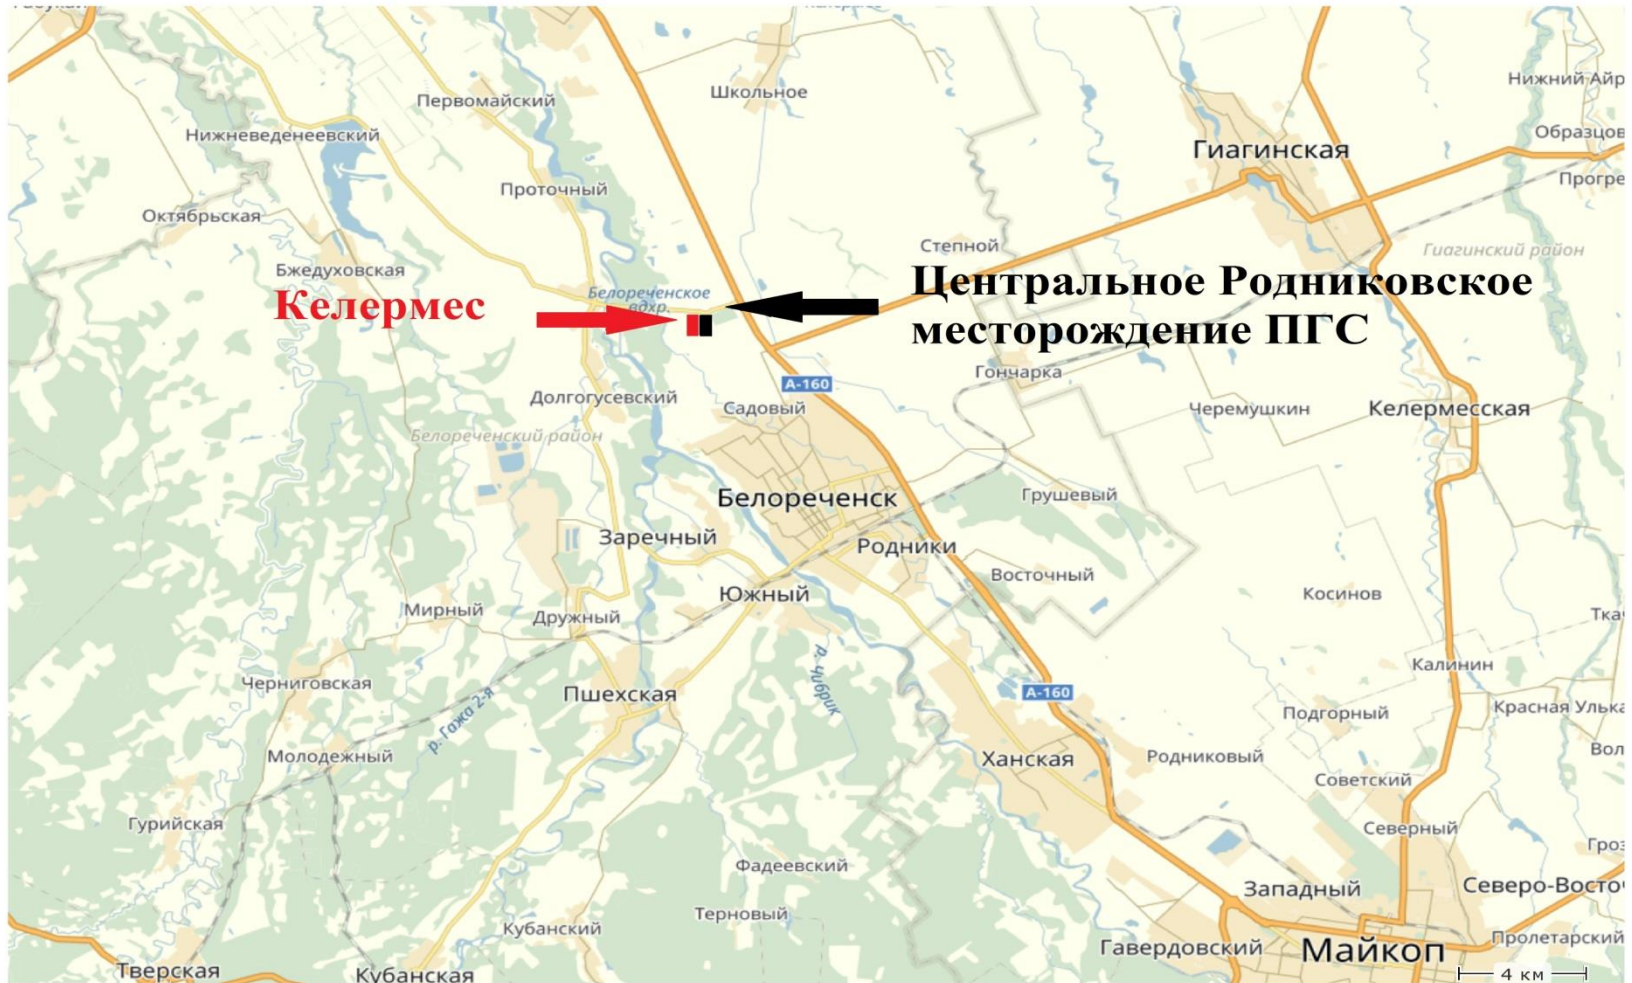 Школьное
Первомайский
Нижневеденеевский
Нижний Айр
Образцов
Гиагинская
Прогре
Проточный
Октябрьская
Степной
Гиагинский район
Бжедуховская
Белореченское
вдхр.
Келермес
Центральное Родниковское
месторождение ПГС
Гончарка
А-160
Долгогусевский
Садовый
Черемушкин
Келермесская
Белореченский район
Белореченск
Грушевый
Заречный
Родники
Восточный
Южный
Косинов
Мирный
Дружный
Тка
р. Чибрик
Калинин
Черниговская
Пшехская
А-160
р. Гажа 2-я
Подгорный
Красная Улька
Молодежный
Ханская
Родниковый
Вол
Советский
Гурийская
Северный
Гроз
Фадеевский
Западный
Северо-Восто
Терновый
Кубанский
Гавердовский
Майкоп
Пролетарский
Тверская
Кубанская
4 км